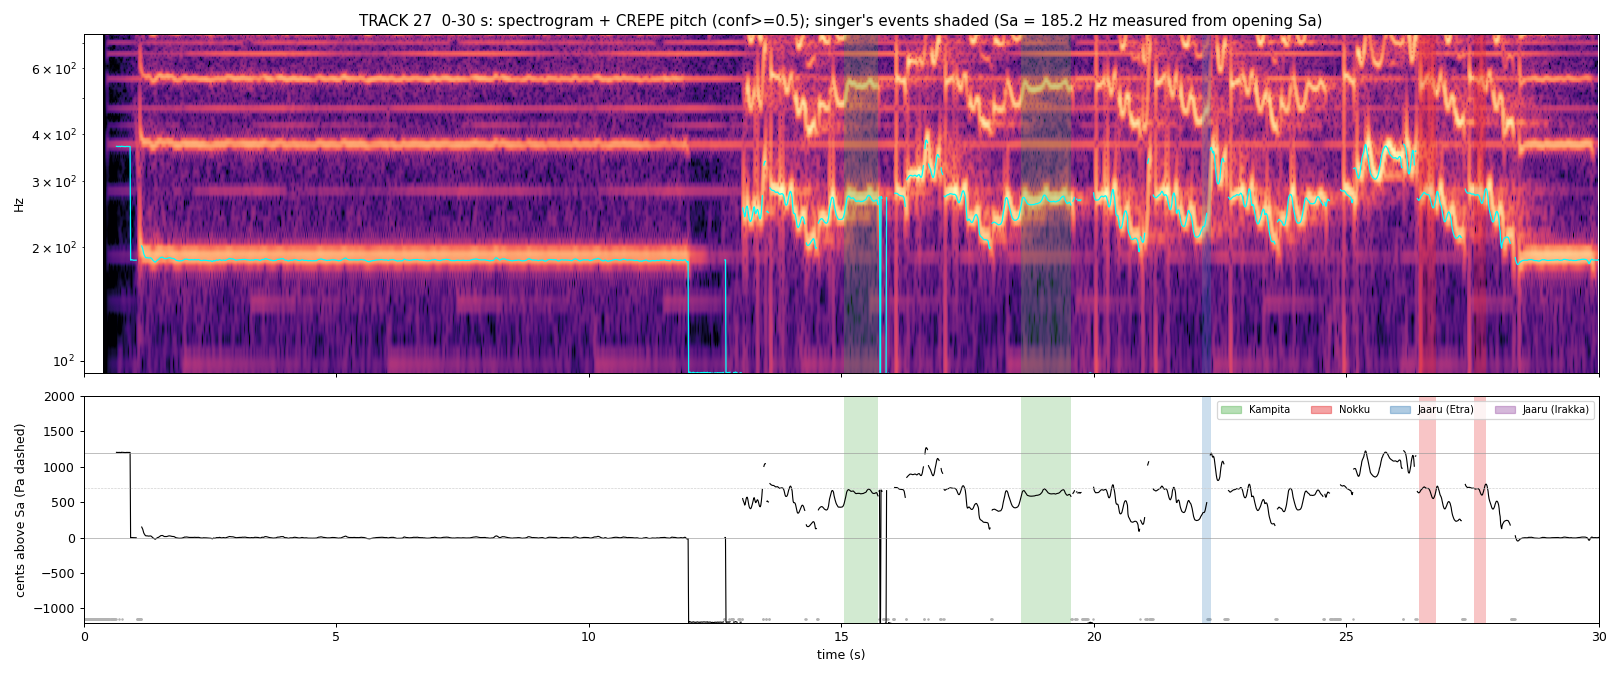 TRACK 27  0-30 s: spectrogram + CREPE pitch (conf>=0.5); singer's events shaded (Sa = 185.2 Hz measured from opening Sa)
6 × 10²
4 × 10²
3 × 10²
2 × 10²
10²
Hz
2000
1500
1000
500
0
−500
−1000
cents above Sa (Pa dashed)
Kampita Nokku Jaaru (Etra) Jaaru (Irakka)
0 5 10 15 20 25 30
time (s)